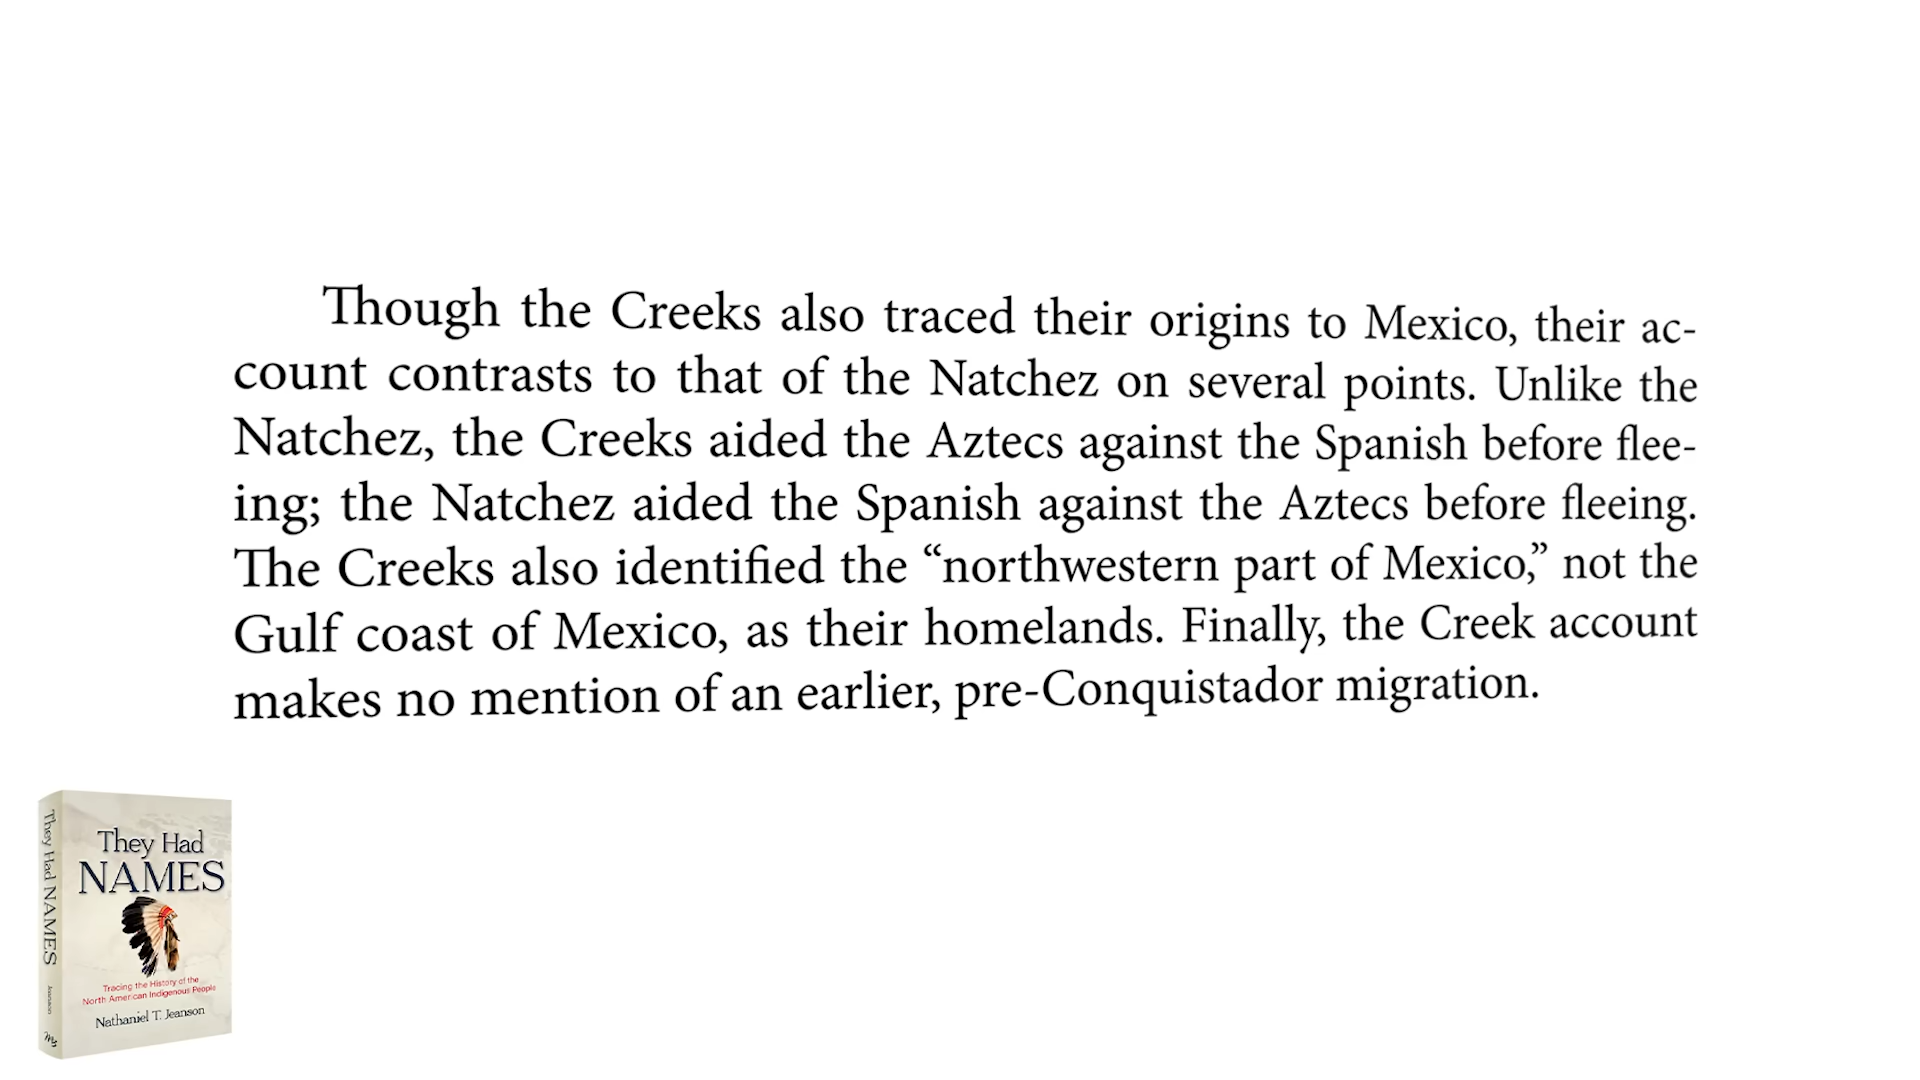 Though the Creeks also traced their origins to Mexico, their ac-
count contrasts to that of the Natchez on several points. Unlike the
Natchez, the Creeks aided the Aztecs against the Spanish before flee-
ing; the Natchez aided the Spanish against the Aztecs before fleeing.
The Creeks also identified the “northwestern part of Mexico,” not the
Gulf coast of Mexico, as their homelands. Finally, the Creek account
makes no mention of an earlier, pre-Conquistador migration.
They Had NAMES
Jeanson
They Had
NAMES
Tracing the History of the
North American Indigenous People
Nathaniel T. Jeanson